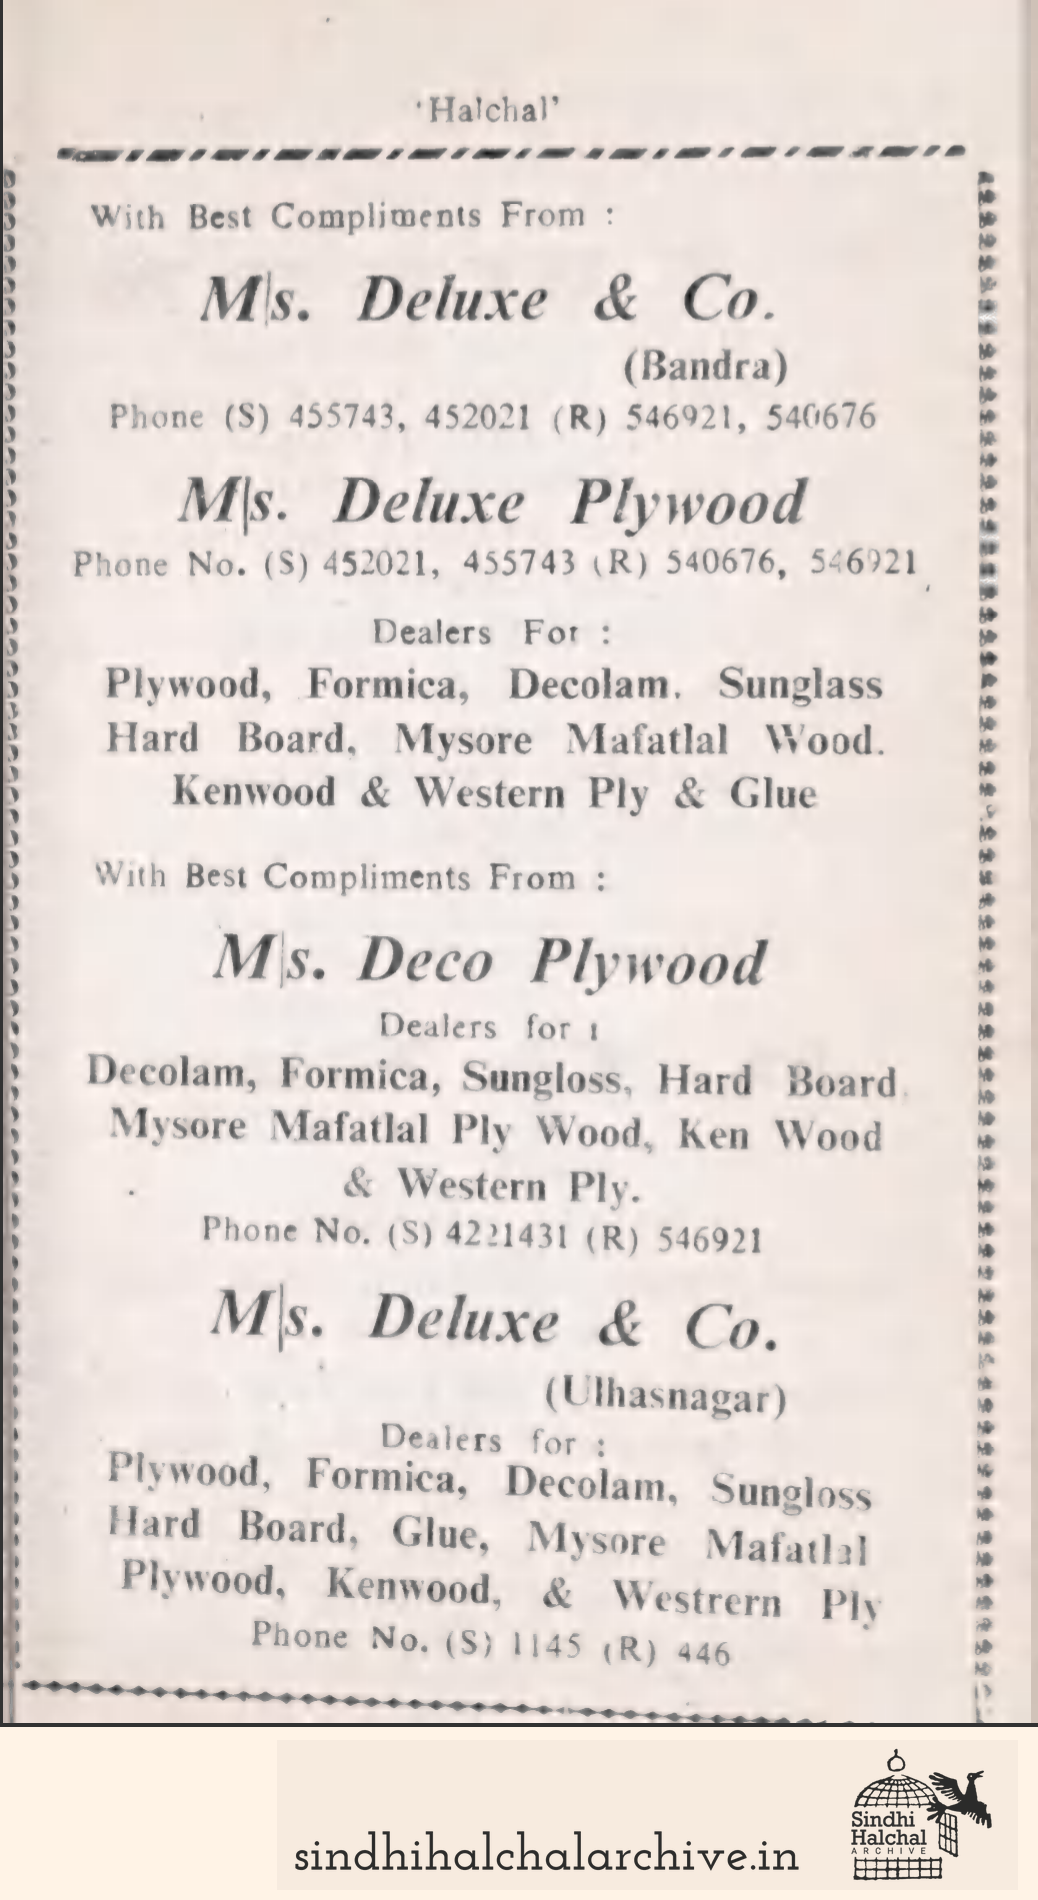 'Halchal'
With Best Compliments From :
M|s. Deluxe & Co.
(Bandra)
Phone (S) 455743, 452021 (R) 546921, 540676
M|s. Deluxe Plywood
Phone No. (S) 452021, 455743 (R) 540676, 546921
Dealers For :
Plywood, Formica, Decolam. Sunglass
Hard Board, Mysore Mafatlal Wood.
Kenwood & Western Ply & Glue
With Best Compliments From :
M|s. Deco Plywood
Dealers for :
Decolam, Formica, Sungloss, Hard Board
Mysore Mafatlal Ply Wood, Ken Wood
& Western Ply.
Phone No. (S) 4221431 (R) 546921
M|s. Deluxe & Co.
(Ulhasnagar)
Dealers for :
Plywood, Formica, Decolam, Sungloss
Hard Board, Glue, Mysore Mafatlal
Plywood, Kenwood, & Westrern Ply
Phone No. (S) 1145 (R) 446
sindhihalchalarchive.in
Sindhi
Halchal
ARCHIVE